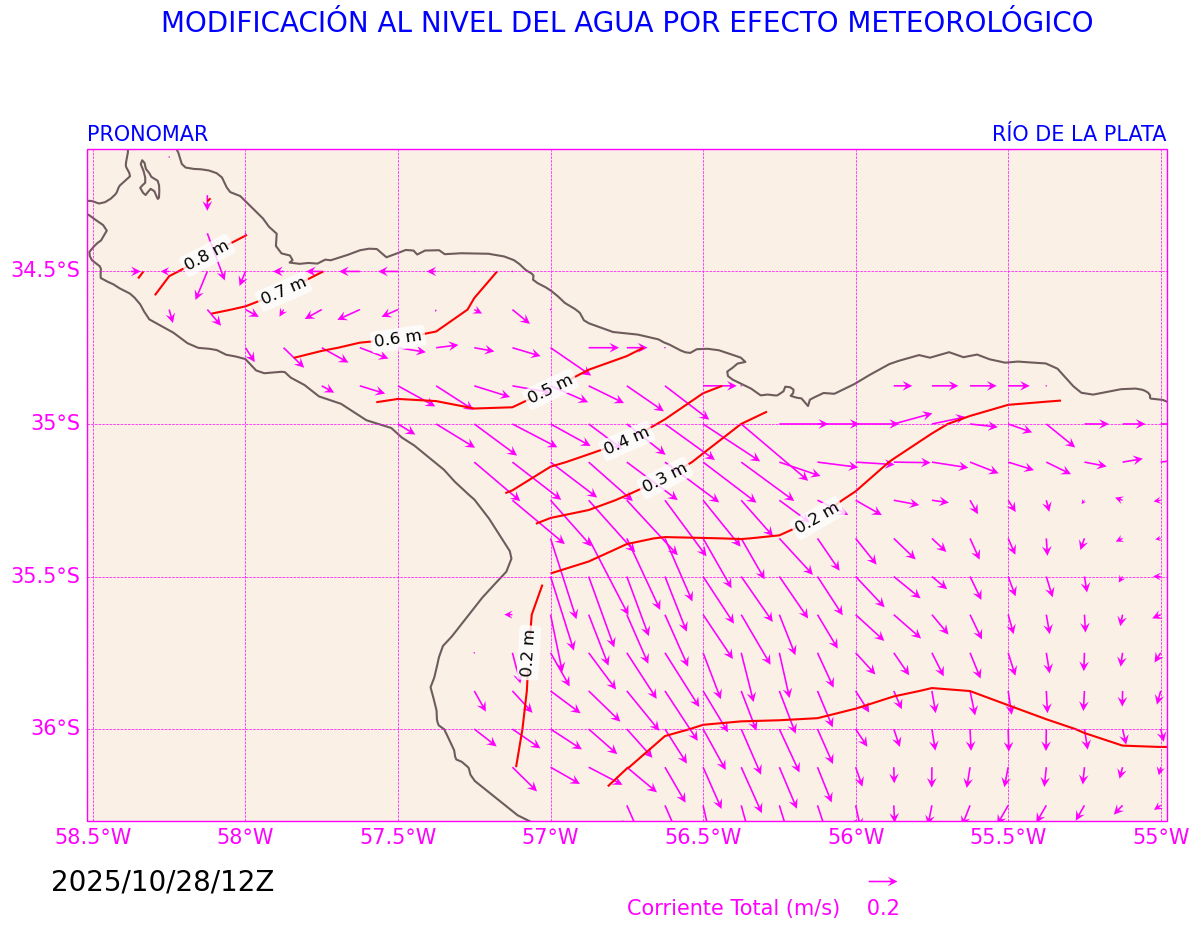 MODIFICACIÓN AL NIVEL DEL AGUA POR EFECTO METEOROLÓGICO
PRONOMAR RÍO DE LA PLATA
0.8 m
34.5°S
0.7 m
0.6 m
0.5 m
35°S
0.4 m
0.3 m
0.2 m
35.5°S
0.2 m
36°S
58.5°W 58°W 57.5°W 57°W 56.5°W 56°W 55.5°W 55°W
2025/10/28/12Z
Corriente Total (m/s) 0.2